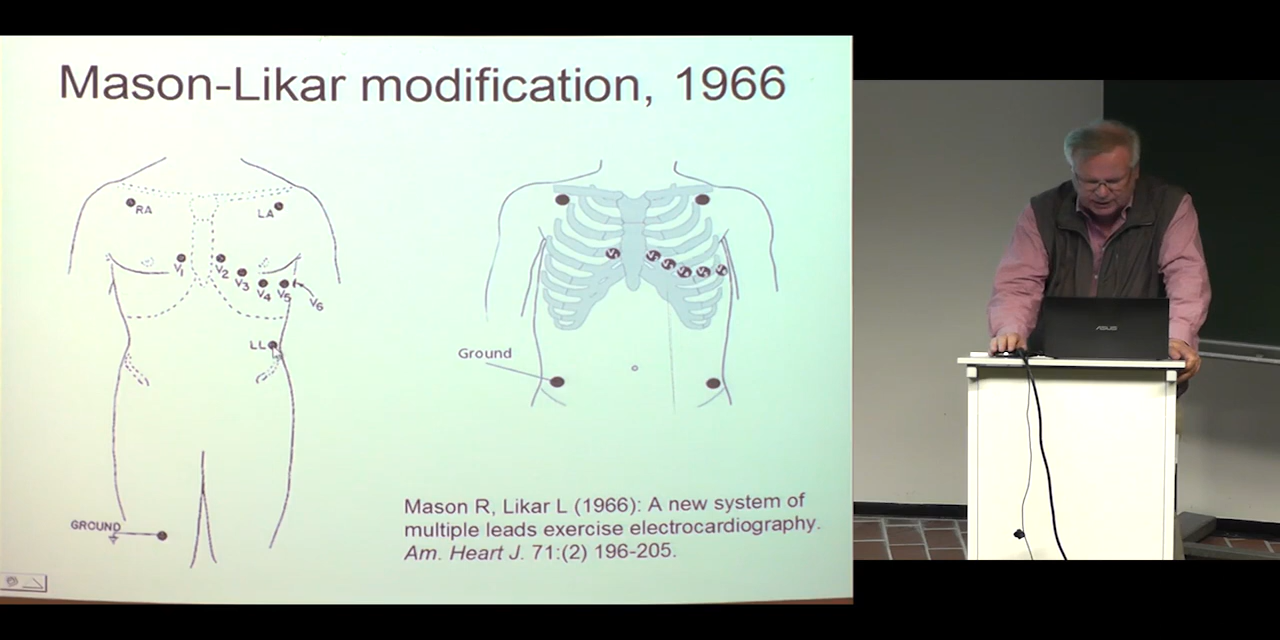 Mason-Likar modification, 1966
RA
LA
V1
V2
V3
V4
V5
V6
LL
GROUND
Ground
Mason R, Likar L (1966): A new system of
multiple leads exercise electrocardiography.
Am. Heart J. 71:(2) 196-205.
ASUS